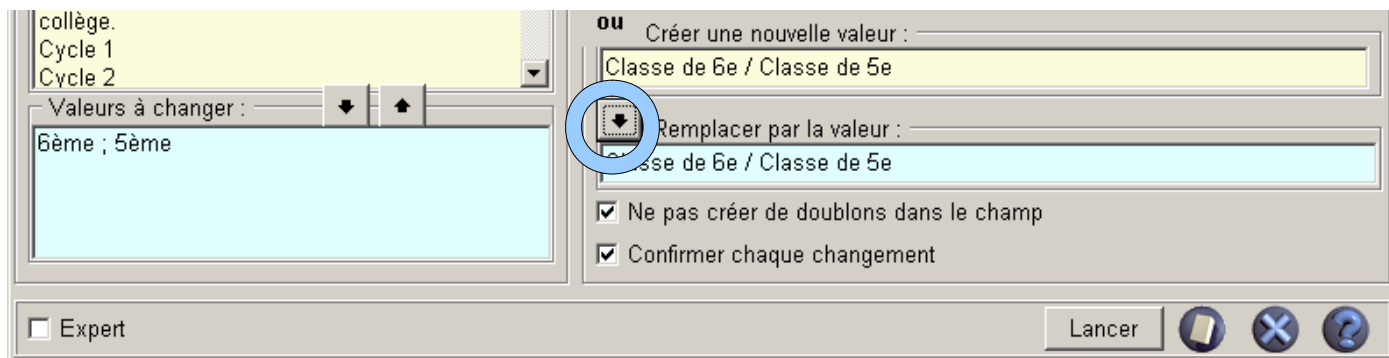 collège.
Cycle 1
Cycle 2
Valeurs à changer :
6ème ; 5ème
ou
Créer une nouvelle valeur :
Classe de 6e / Classe de 5e
Remplacer par la valeur :
Classe de 6e / Classe de 5e
Ne pas créer de doublons dans le champ
Confirmer chaque changement
Expert
Lancer
?